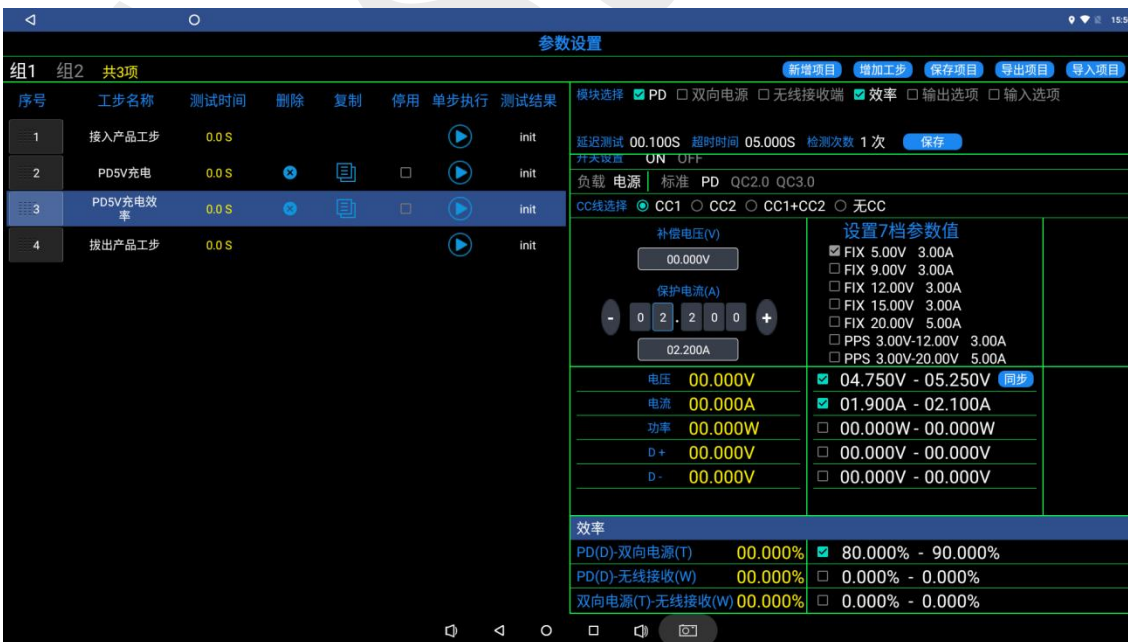 15:5
参数设置
组1 组2 共3项 新增项目 增加工步 保存项目 导出项目 导入项目
序号 工步名称 测试时间 删除 复制 停用 单步执行 测试结果
1 接入产品工步 0.0 S init
2 PD5V充电 0.0 S init
3 PD5V充电效率 0.0 S init
4 拔出产品工步 0.0 S init
模块选择 PD 双向电源 无线接收端 效率 输出选项 输入选项
延迟测试 00.100S 超时时间 05.000S 检测次数 1 次 保存
开关设置 ON OFF
负载 电源 标准 PD QC2.0 QC3.0
CC线选择 CC1 CC2 CC1+CC2 无CC
补偿电压(V)
00.000V
保护电流(A)
- 0 2 . 2 0 0 +
02.200A
设置7档参数值
FIX 5.00V 3.00A
FIX 9.00V 3.00A
FIX 12.00V 3.00A
FIX 15.00V 3.00A
FIX 20.00V 5.00A
PPS 3.00V-12.00V 3.00A
PPS 3.00V-20.00V 5.00A
电压 00.000V 04.750V - 05.250V 同步
电流 00.000A 01.900A - 02.100A
功率 00.000W 00.000W - 00.000W
D + 00.000V 00.000V - 00.000V
D - 00.000V 00.000V - 00.000V
效率
PD(D)-双向电源(T) 00.000% 80.000% - 90.000%
PD(D)-无线接收(W) 00.000% 0.000% - 0.000%
双向电源(T)-无线接收(W) 00.000% 0.000% - 0.000%